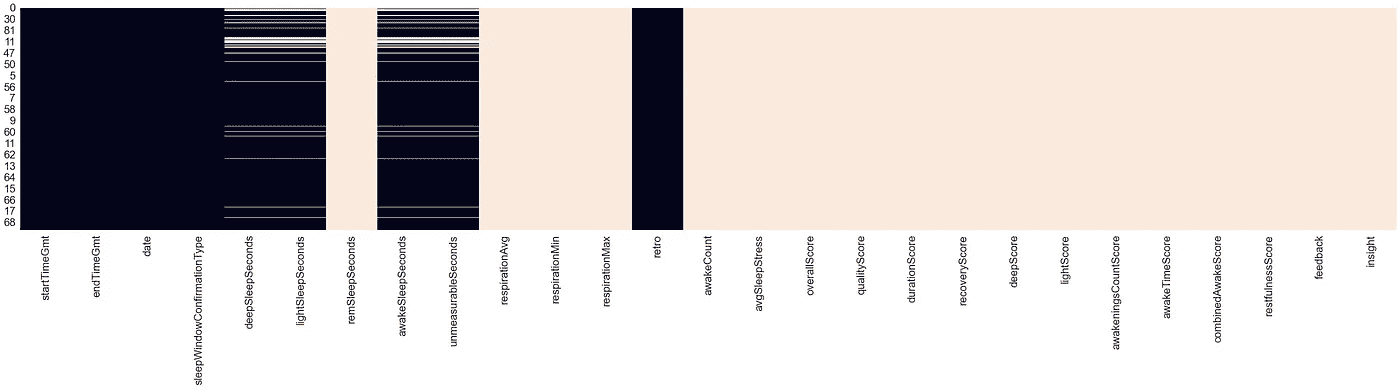 0
30
81
11
47
50
5
56
7
58
9
60
11
62
13
64
15
66
17
68
startTimeGmt
endTimeGmt
date
sleepWindowConfirmationType
deepSleepSeconds
lightSleepSeconds
remSleepSeconds
awakeSleepSeconds
unmeasurableSeconds
respirationAvg
respirationMin
respirationMax
retro
awakeCount
avgSleepStress
overallScore
qualityScore
durationScore
recoveryScore
deepScore
lightScore
awakeningsCountScore
awakeTimeScore
combinedAwakeScore
restfulnessScore
feedback
insight